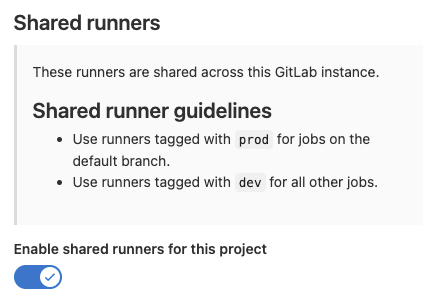 Shared runners
These runners are shared across this GitLab instance.
Shared runner guidelines
• Use runners tagged with prod for jobs on the
default branch.
• Use runners tagged with dev for all other jobs.
Enable shared runners for this project